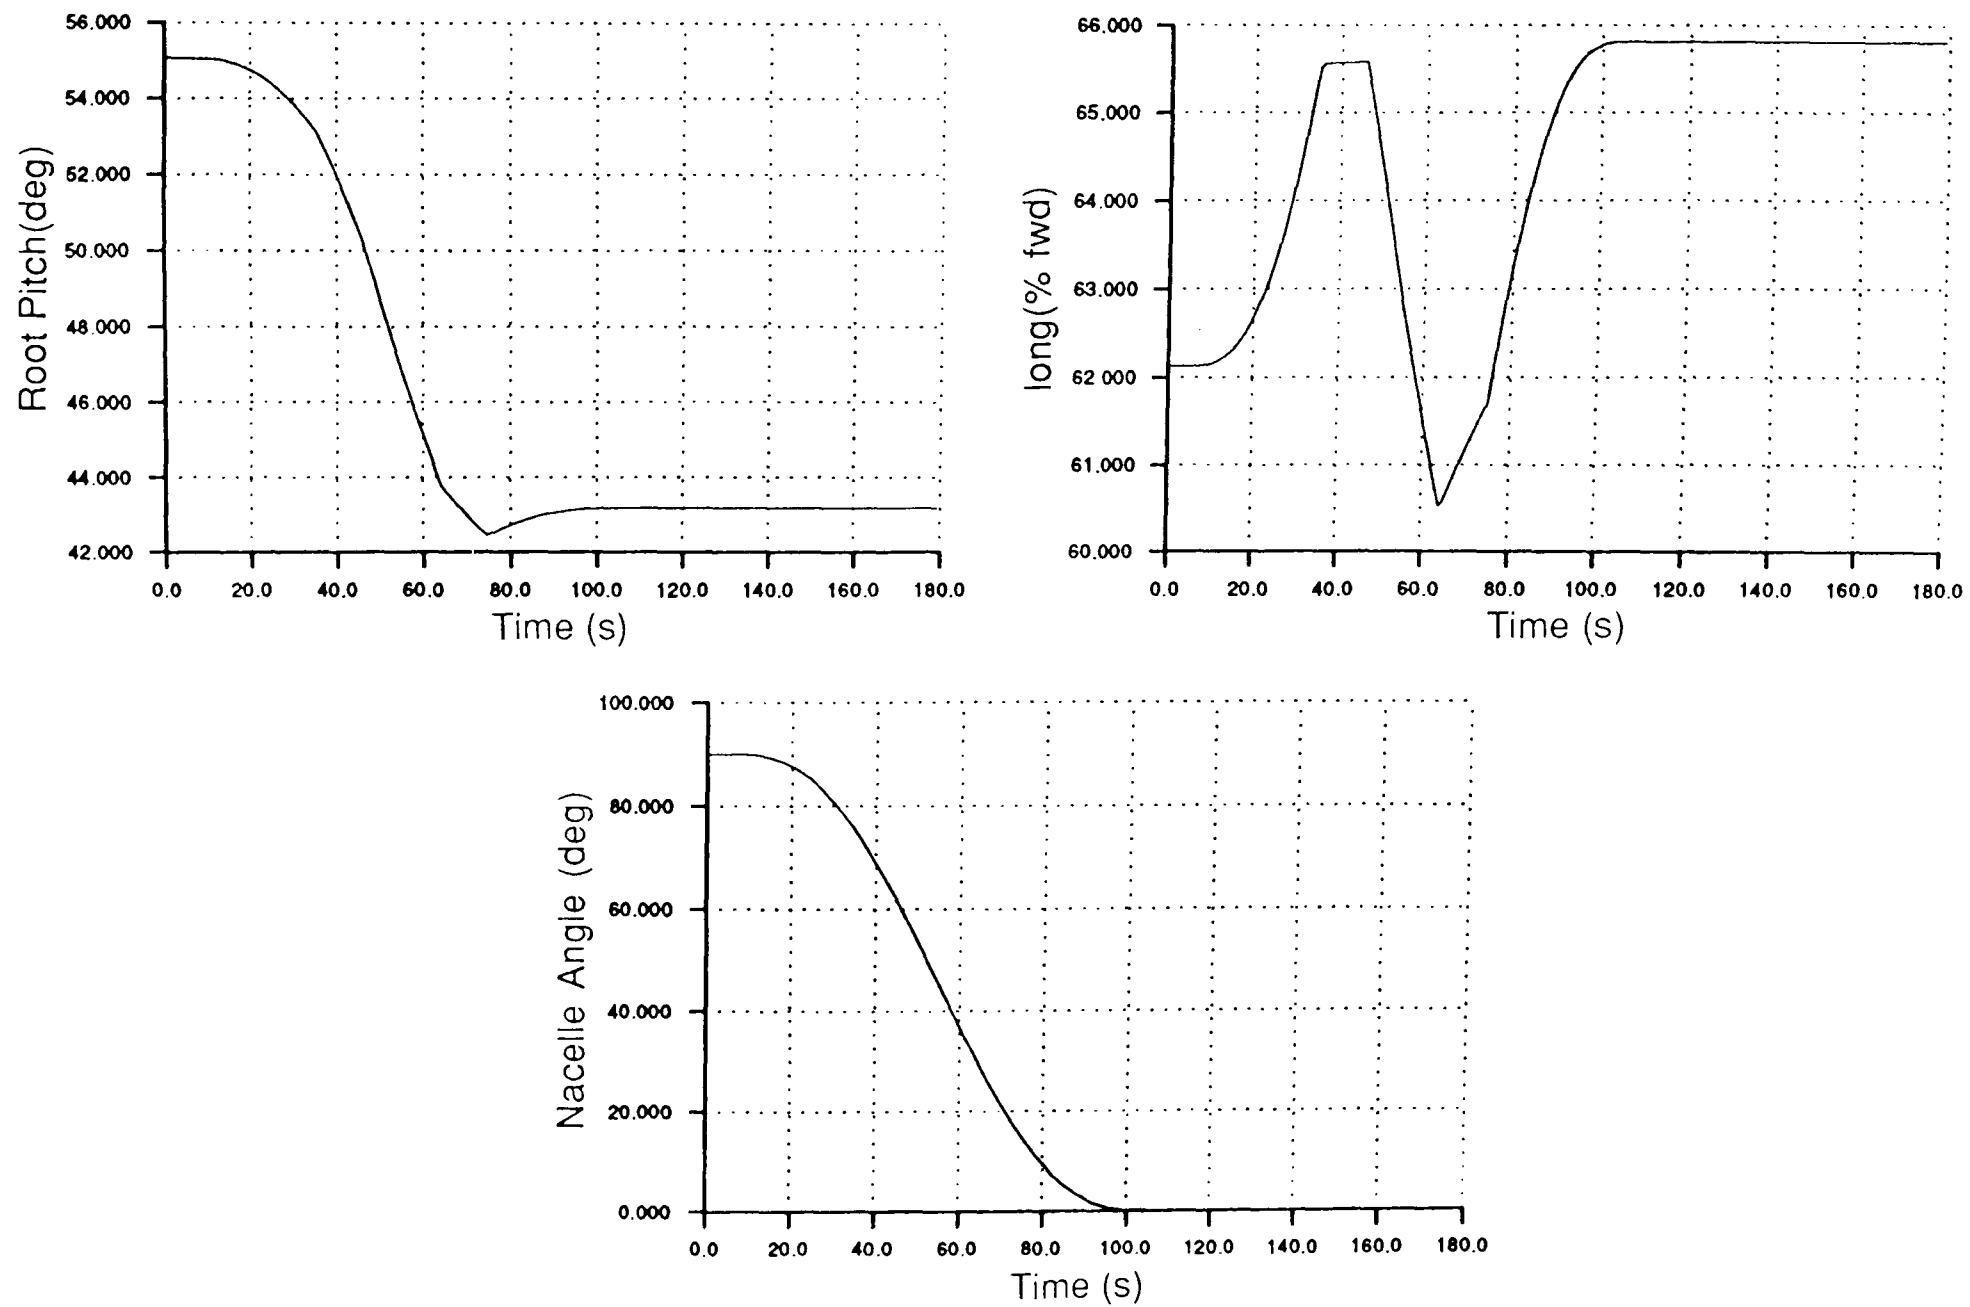 56.000
54.000
52.000
50.000
48.000
46.000
44.000
42.000
Root Pitch(deg)
0.0 20.0 40.0 60.0 80.0 100.0 120.0 140.0 160.0 180.0
Time (s)
66.000
65.000
64.000
63.000
62.000
61.000
60.000
long(% fwd)
0.0 20.0 40.0 60.0 80.0 100.0 120.0 140.0 160.0 180.0
Time (s)
100.000
80.000
60.000
40.000
20.000
0.000
Nacelle Angle (deg)
0.0 20.0 40.0 60.0 80.0 100.0 120.0 140.0 160.0 180.0
Time (s)